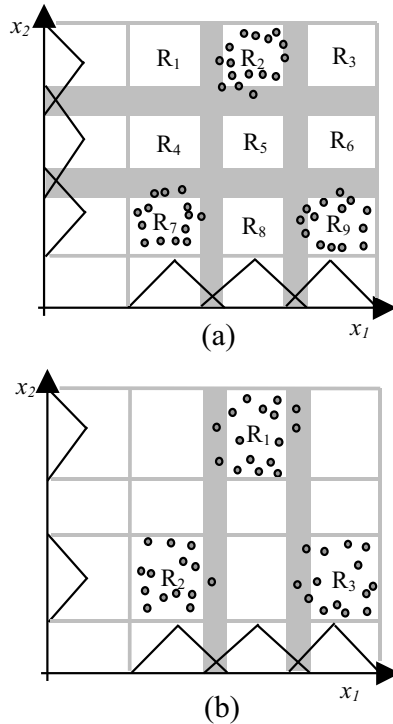 x2
R1 R2 R3
R4 R5 R6
R7 R8 R9
x1
(a)
x2
R1
R2 R3
x1
(b)